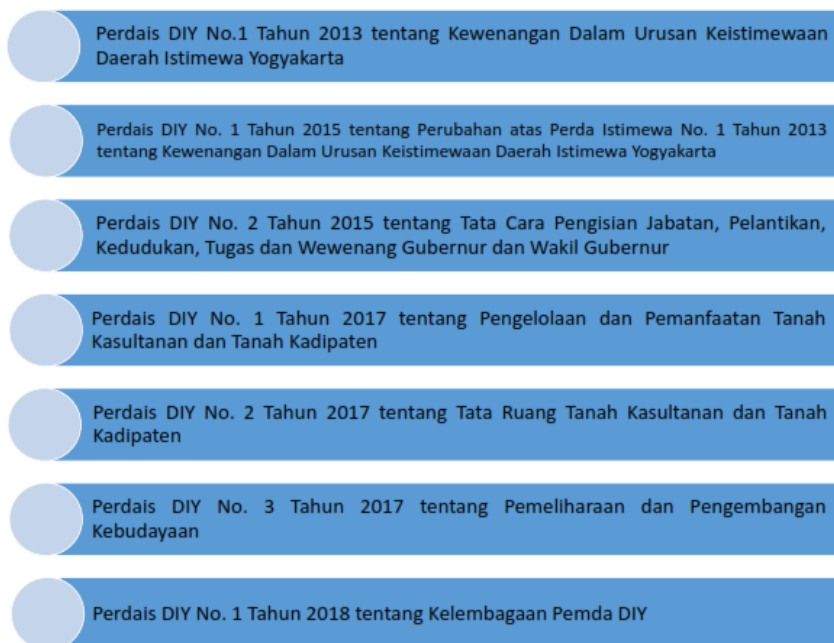 Perdais DIY No.1 Tahun 2013 tentang Kewenangan Dalam Urusan Keistimewaan
Daerah Istimewa Yogyakarta
Perdais DIY No. 1 Tahun 2015 tentang Perubahan atas Perda Istimewa No. 1 Tahun 2013
tentang Kewenangan Dalam Urusan Keistimewaan Daerah Istimewa Yogyakarta
Perdais DIY No. 2 Tahun 2015 tentang Tata Cara Pengisian Jabatan, Pelantikan,
Kedudukan, Tugas dan Wewenang Gubernur dan Wakil Gubernur
Perdais DIY No. 1 Tahun 2017 tentang Pengelolaan dan Pemanfaatan Tanah
Kasultanan dan Tanah Kadipaten
Perdais DIY No. 2 Tahun 2017 tentang Tata Ruang Tanah Kasultanan dan Tanah
Kadipaten
Perdais DIY No. 3 Tahun 2017 tentang Pemeliharaan dan Pengembangan
Kebudayaan
Perdais DIY No. 1 Tahun 2018 tentang Kelembagaan Pemda DIY